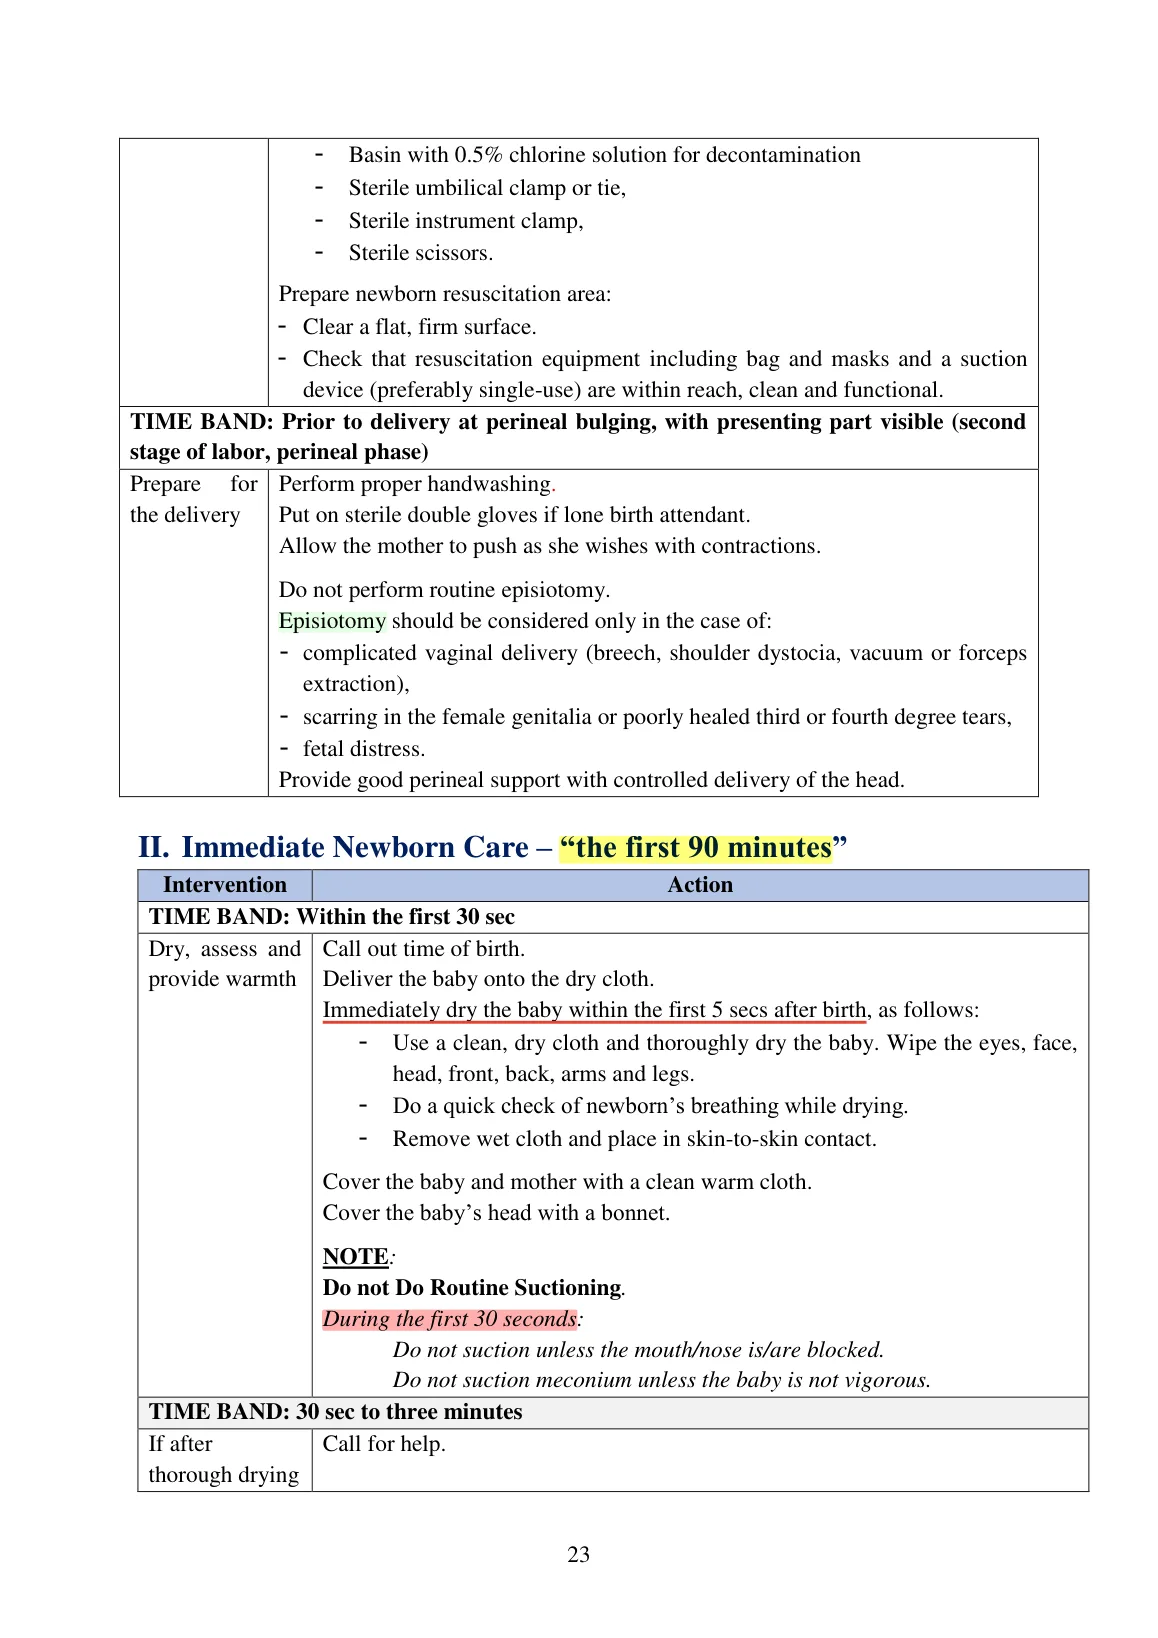 - Basin with 0.5% chlorine solution for decontamination
- Sterile umbilical clamp or tie,
- Sterile instrument clamp,
- Sterile scissors.
Prepare newborn resuscitation area:
- Clear a flat, firm surface.
- Check that resuscitation equipment including bag and masks and a suction
device (preferably single-use) are within reach, clean and functional.
TIME BAND: Prior to delivery at perineal bulging, with presenting part visible (second
stage of labor, perineal phase)
Prepare for
the delivery
Perform proper handwashing.
Put on sterile double gloves if lone birth attendant.
Allow the mother to push as she wishes with contractions.
Do not perform routine episiotomy.
Episiotomy should be considered only in the case of:
- complicated vaginal delivery (breech, shoulder dystocia, vacuum or forceps
extraction),
- scarring in the female genitalia or poorly healed third or fourth degree tears,
- fetal distress.
Provide good perineal support with controlled delivery of the head.
II. Immediate Newborn Care – “the first 90 minutes”
Intervention Action
TIME BAND: Within the first 30 sec
Dry, assess and
provide warmth
Call out time of birth.
Deliver the baby onto the dry cloth.
Immediately dry the baby within the first 5 secs after birth, as follows:
- Use a clean, dry cloth and thoroughly dry the baby. Wipe the eyes, face,
head, front, back, arms and legs.
- Do a quick check of newborn’s breathing while drying.
- Remove wet cloth and place in skin-to-skin contact.
Cover the baby and mother with a clean warm cloth.
Cover the baby’s head with a bonnet.
NOTE:
Do not Do Routine Suctioning.
During the first 30 seconds:
Do not suction unless the mouth/nose is/are blocked.
Do not suction meconium unless the baby is not vigorous.
TIME BAND: 30 sec to three minutes
If after
thorough drying
Call for help.
23